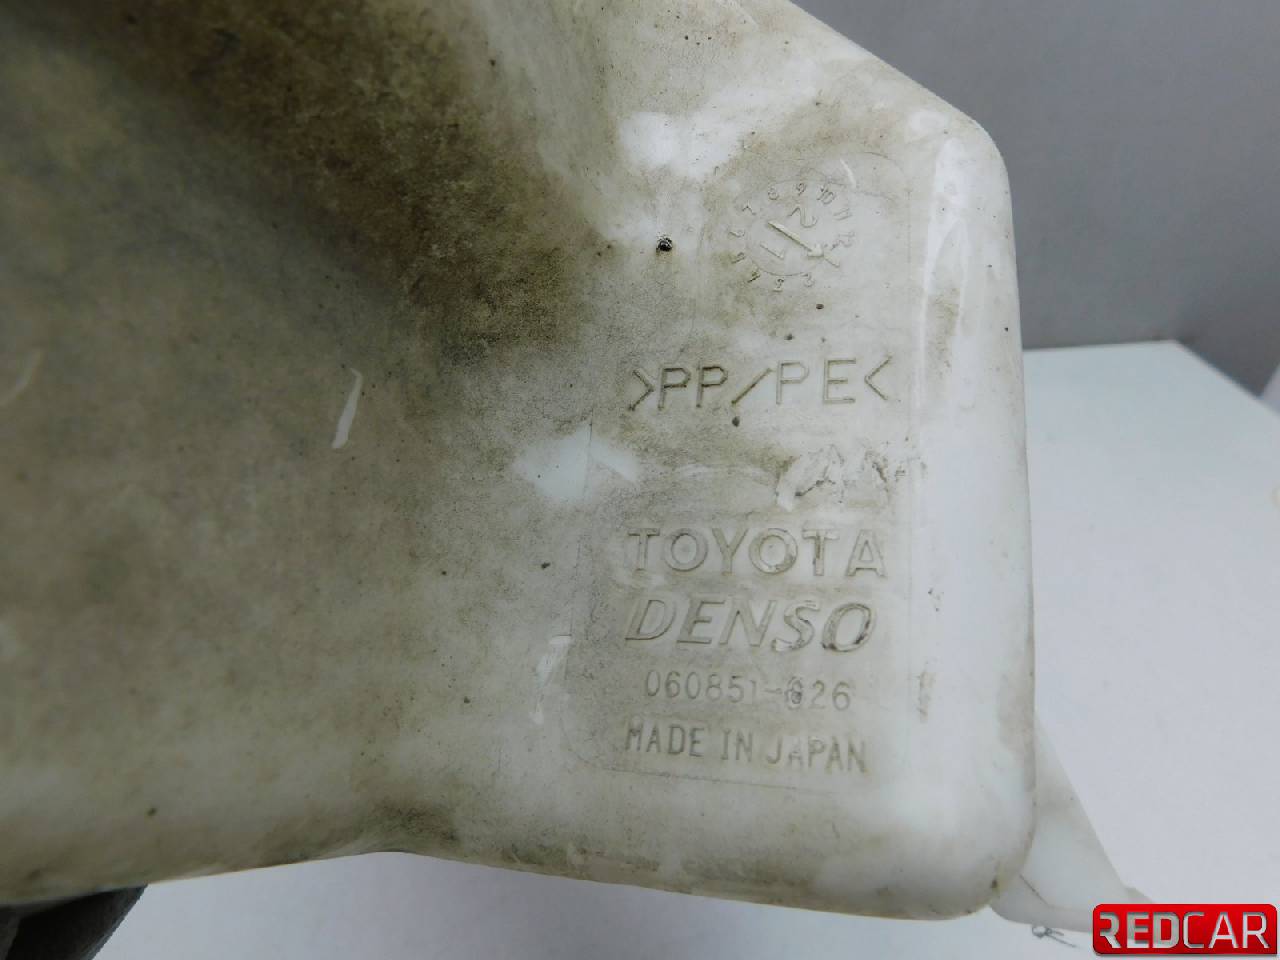 >PP/PE<
TOYOTA
DENSO
MADE IN JAPAN
REDCAR